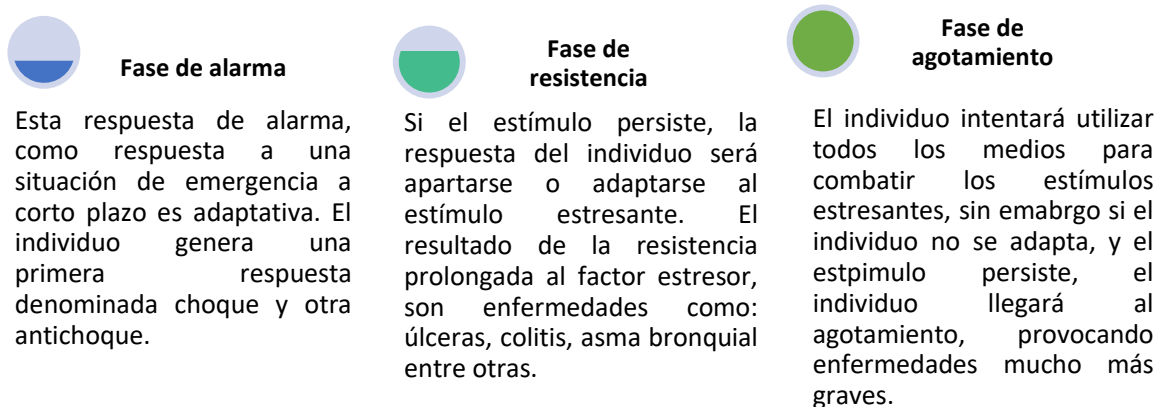 Fase de alarma
Esta respuesta de alarma,
como respuesta a una
situación de emergencia a
corto plazo es adaptativa. El
individuo genera una
primera respuesta
denominada choque y otra
antichoque.
Fase de
resistencia
Si el estímulo persiste, la
respuesta del individuo será
apartarse o adaptarse al
estímulo estresante. El
resultado de la resistencia
prolongada al factor estresor,
son enfermedades como:
úlceras, colitis, asma bronquial
entre otras.
Fase de
agotamiento
El individuo intentará utilizar
todos los medios para
combatir los estímulos
estresantes, sin emabrgo si el
individuo no se adapta, y el
estpimulo persiste, el
individuo llegará al
agotamiento, provocando
enfermedades mucho más
graves.